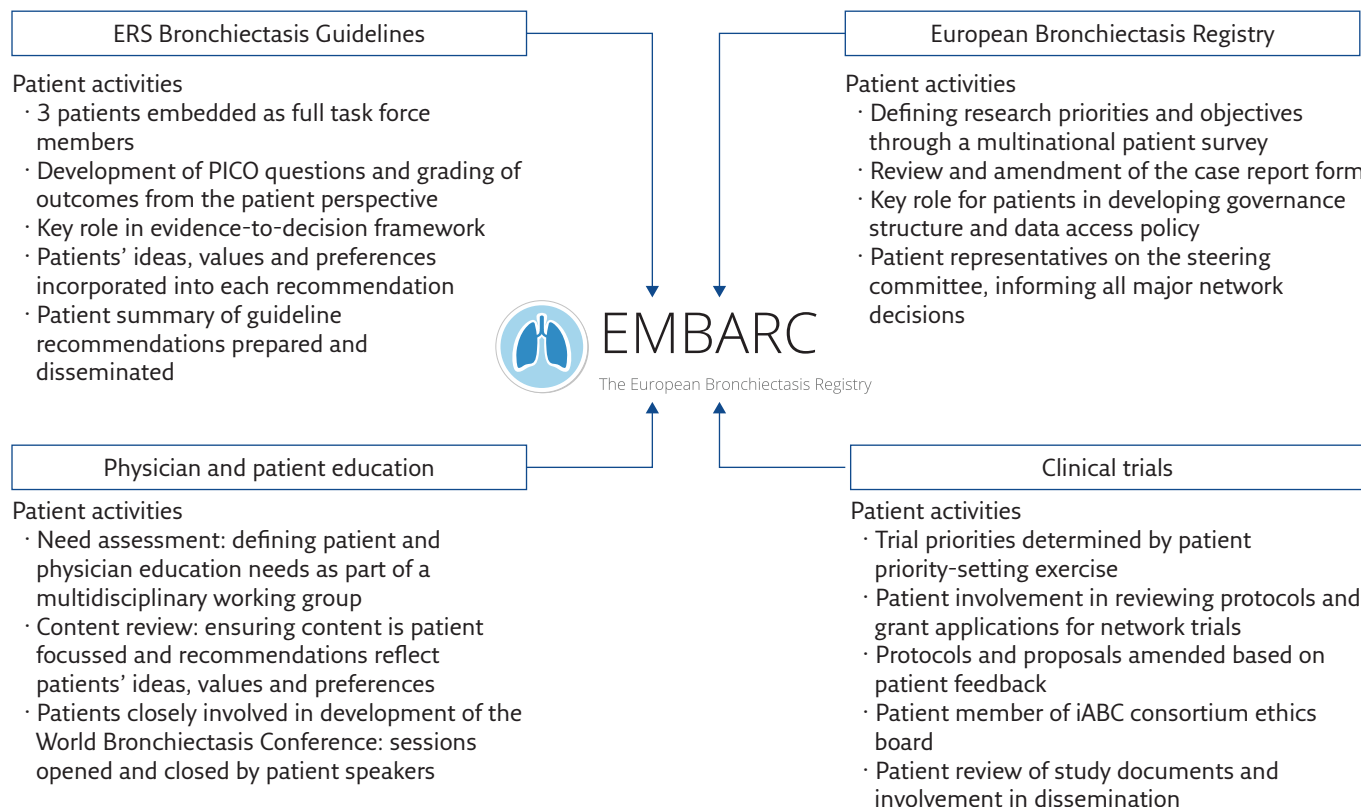 ERS Bronchiectasis Guidelines
Patient activities
· 3 patients embedded as full task force
members
· Development of PICO questions and grading of
outcomes from the patient perspective
· Key role in evidence-to-decision framework
· Patients' ideas, values and preferences
incorporated into each recommendation
· Patient summary of guideline
recommendations prepared and
disseminated
European Bronchiectasis Registry
Patient activities
· Defining research priorities and objectives
through a multinational patient survey
· Review and amendment of the case report form
· Key role for patients in developing governance
structure and data access policy
· Patient representatives on the steering
committee, informing all major network
decisions
EMBARC
The European Bronchiectasis Registry
Physician and patient education
Patient activities
· Need assessment: defining patient and
physician education needs as part of a
multidisciplinary working group
· Content review: ensuring content is patient
focussed and recommendations reflect
patients' ideas, values and preferences
· Patients closely involved in development of the
World Bronchiectasis Conference: sessions
opened and closed by patient speakers
Clinical trials
Patient activities
· Trial priorities determined by patient
priority-setting exercise
· Patient involvement in reviewing protocols and
grant applications for network trials
· Protocols and proposals amended based on
patient feedback
· Patient member of iABC consortium ethics
board
· Patient review of study documents and
involvement in dissemination